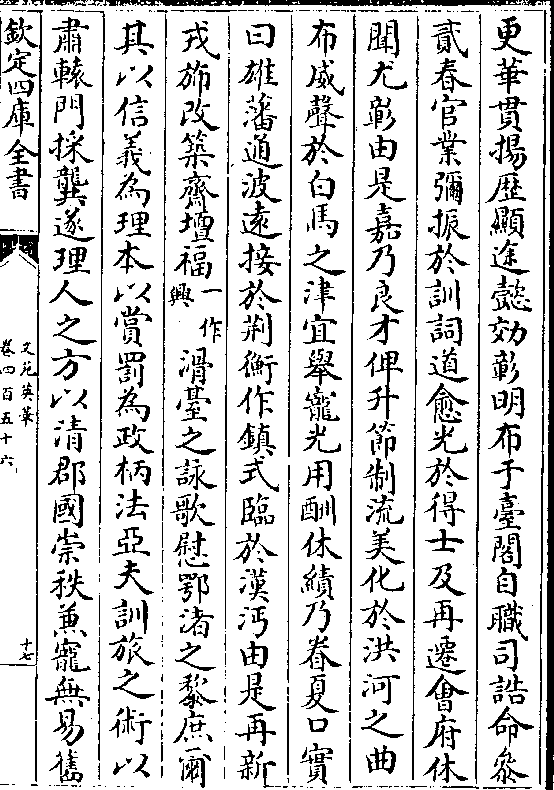 更華貫揚歴顯途懿効彰明布于臺閣自職司誥命叅
貳春官業彌振於訓詞道愈光於得士及再遷㑹府休
聞尤彰由是嘉乃良才俾升節制流美化於洪河之曲
布威聲於白馬之津宜舉寵光用酬休績乃眷夏口實
曰雄藩通波逺接於荆衡作鎮式臨於漢沔由是再新
戎斾改築齋壇福一作興滑臺之詠歌慰鄂渚之黎庶爾
其以信義為理本以賞罰為政柄法亞夫訓旅之術以
肅轅門採龔遂理人之方以清郡國崇秩兼寵無易舊
欽定四庫全書
文苑英華
卷四百五十六
十七